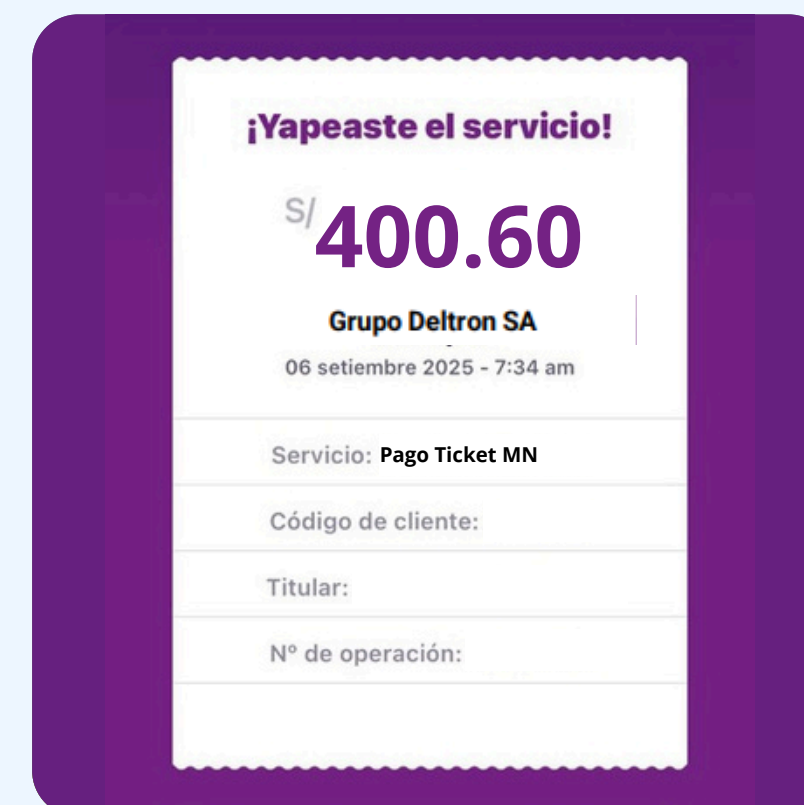 ¡Yapeaste el servicio!
S/ 400.60
Grupo Deltron SA
06 setiembre 2025 - 7:34 am
Servicio: Pago Ticket MN
Código de cliente:
Titular:
Nº de operación: